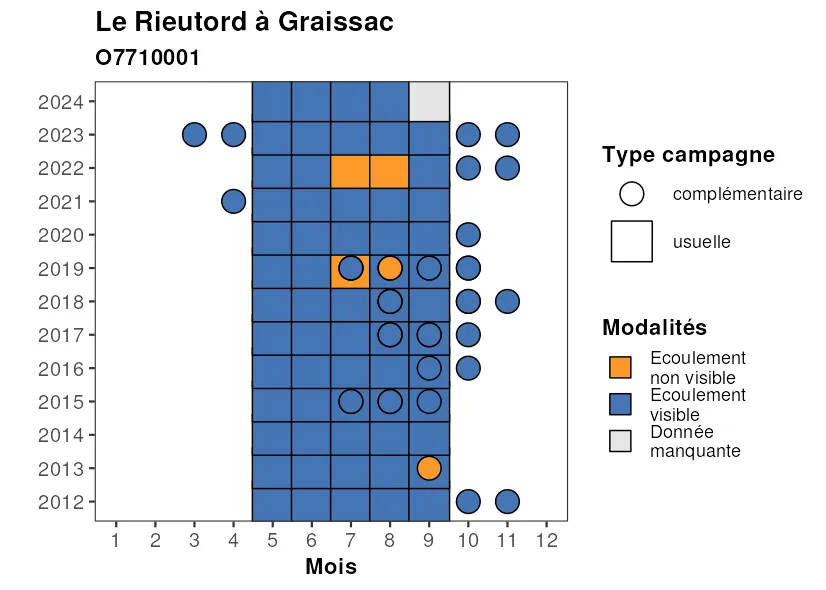 Le Rieutord à Graissac
O7710001
2024
2023
2022
2021
2020
2019
2018
2017
2016
2015
2014
2013
2012
1 2 3 4 5 6 7 8 9 10 11 12
Mois
Type campagne
complémentaire
usuelle
Modalités
Ecoulement
non visible
Ecoulement
visible
Donnée
manquante